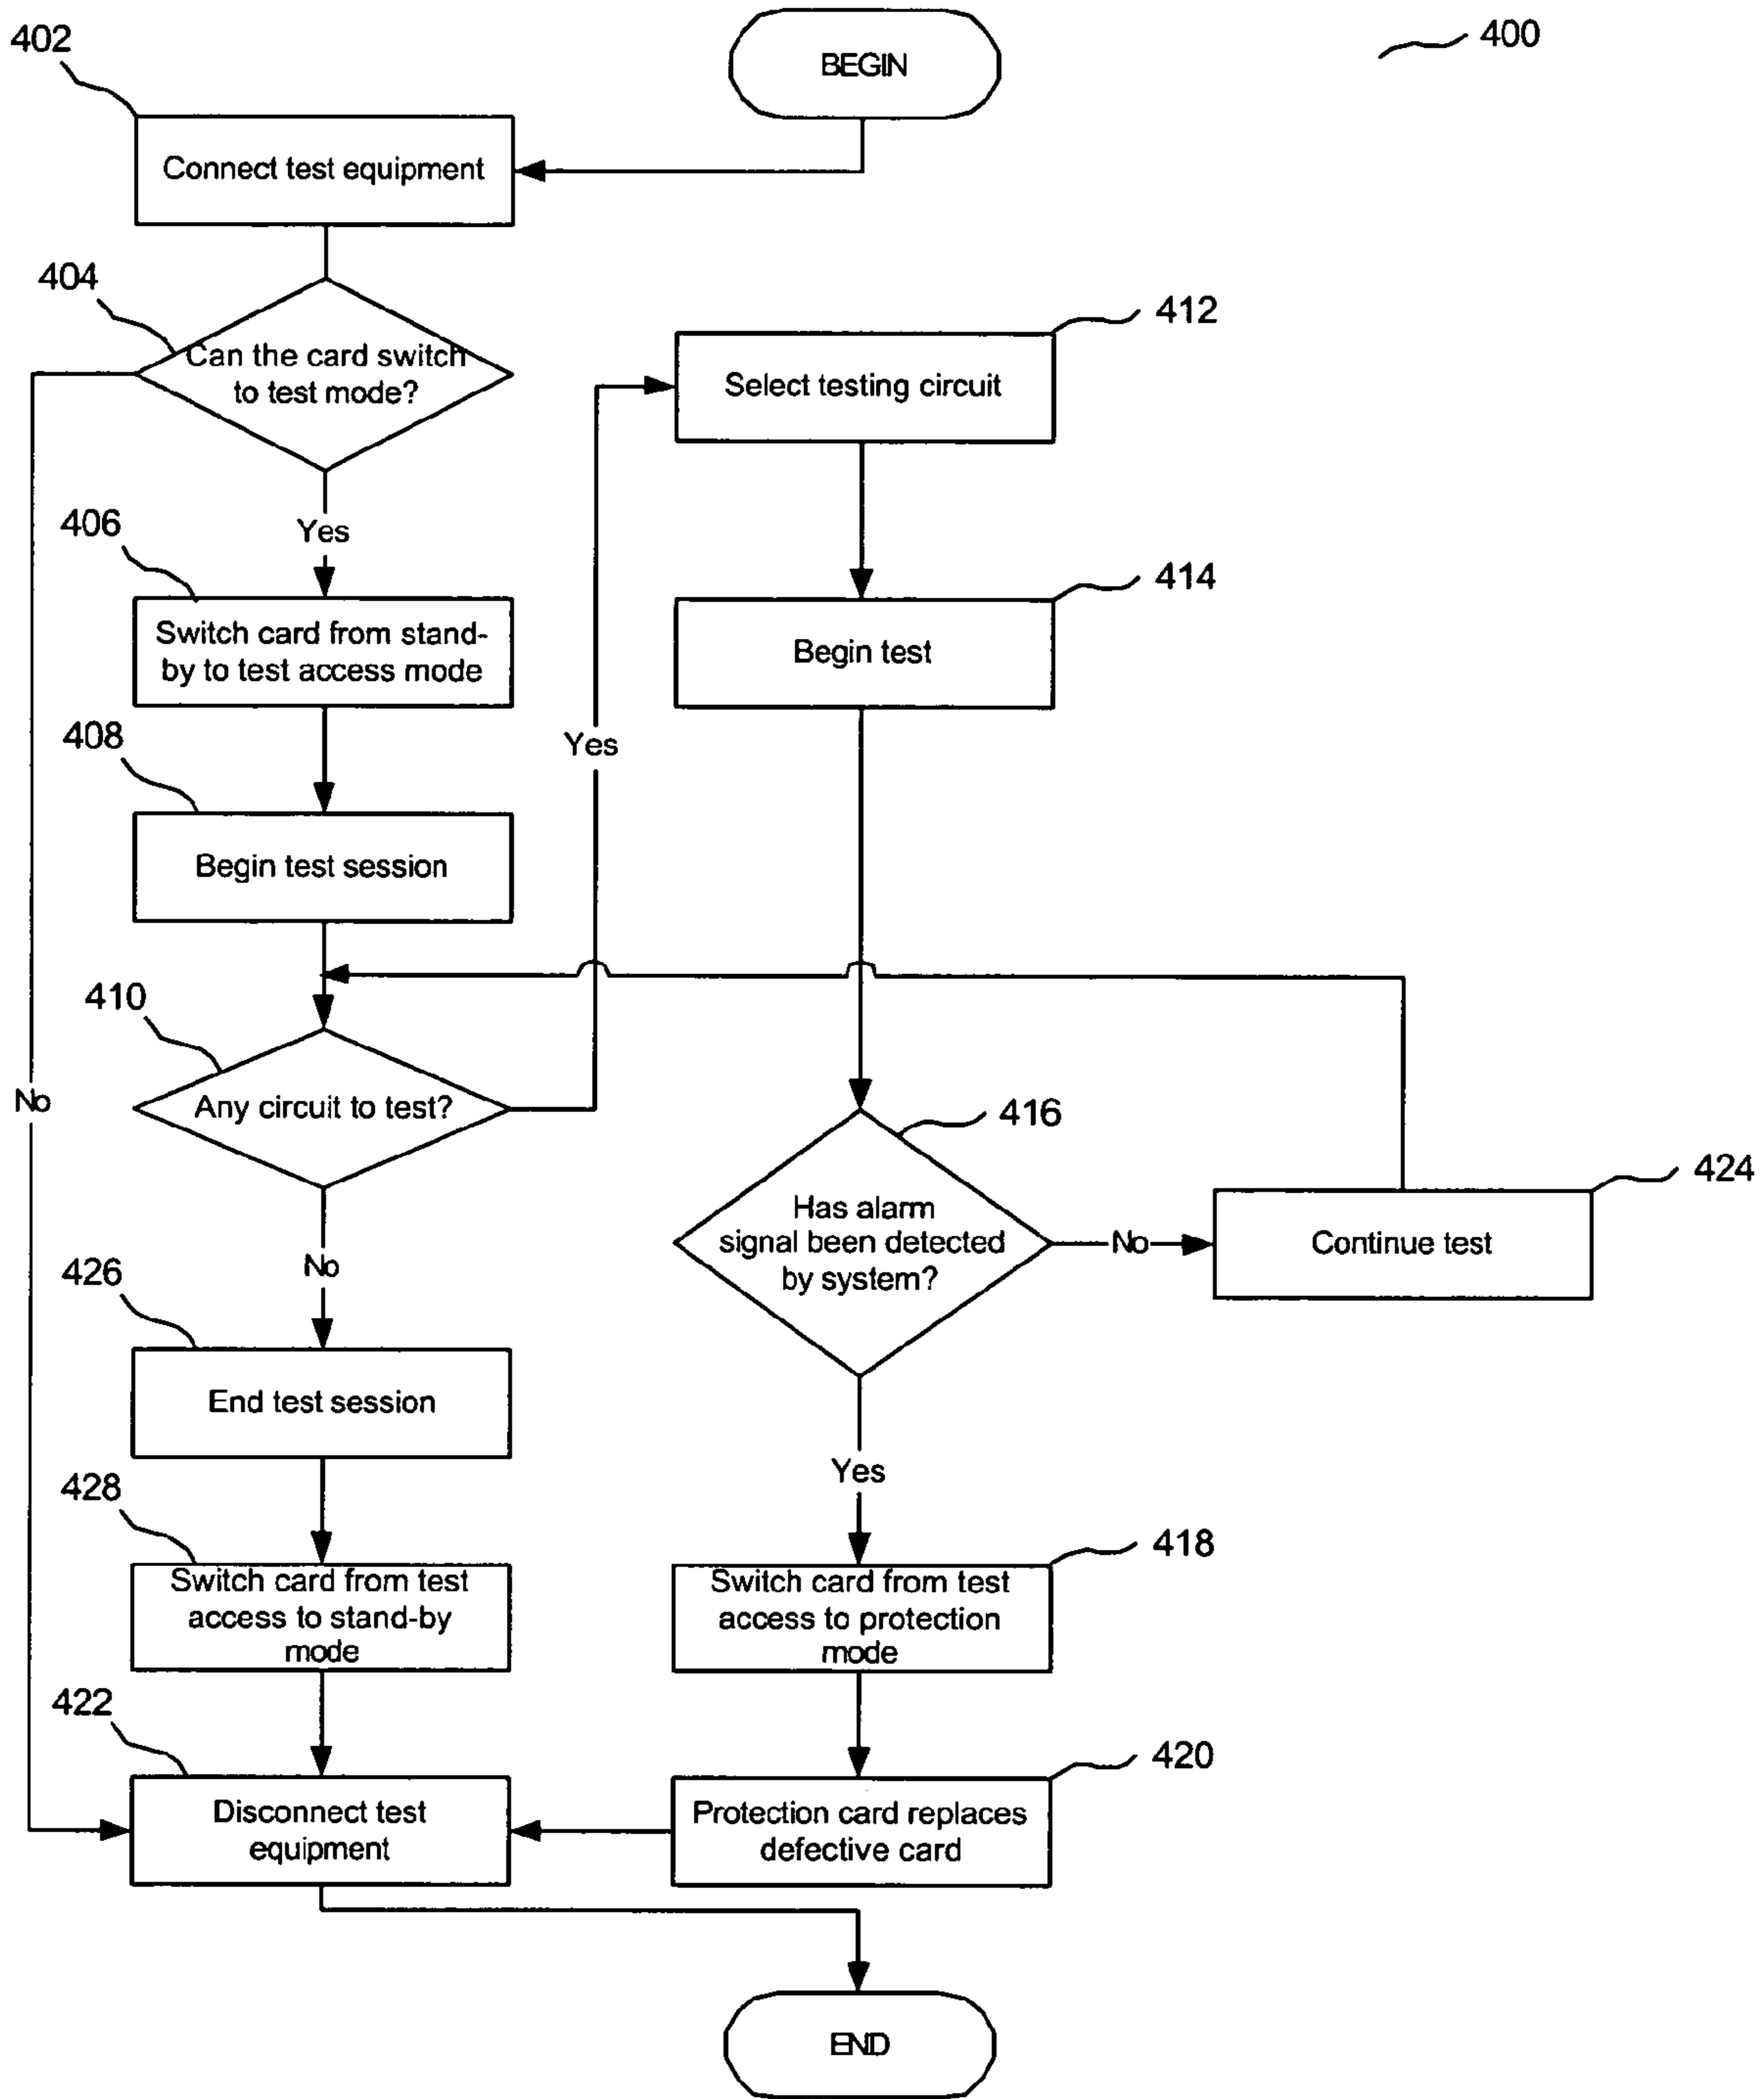 402
BEGIN
400
Connect test equipment
404
Can the card switch
to test mode?
412
Select testing circuit
Yes
406
Switch card from stand-
by to test access mode
414
Begin test
408
Yes
Begin test session
410
No
Any circuit to test?
416
Has alarm
signal been detected
by system?
No
424
Continue test
No
426
End test session
Yes
428
Switch card from test
access to stand-by
mode
418
Switch card from test
access to protection
mode
422
Disconnect test
equipment
420
Protection card replaces
defective card
END